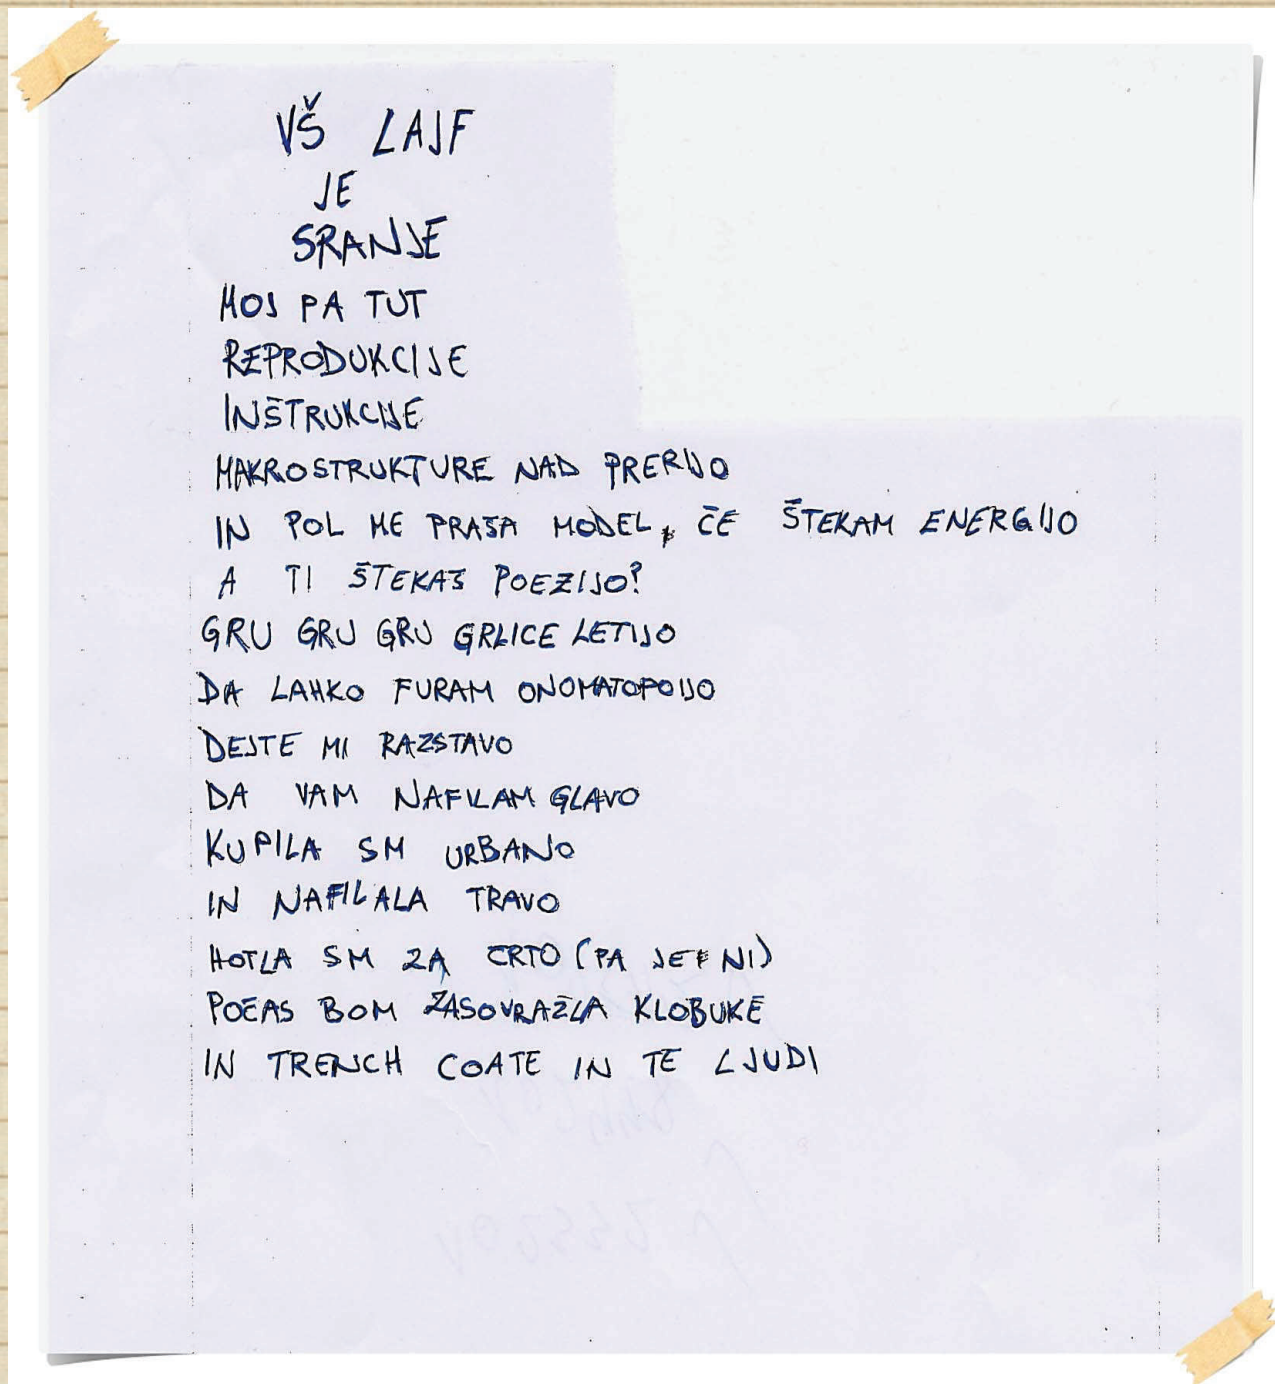 VŠ LAJF
JE
SRANJE
MOJ PA TUT
REPRODUKCIJE
INŠTRUKCIJE
MAKROSTRUKTURE NAD PRERIJO
IN POL ME PRAŠA MODEL, ČE ŠTEKAM ENERGIJO
A TI ŠTEKAŠ POEZIJO?
GRU GRU GRU GRLICE LETIJO
DA LAHKO FURAM ONOMATOPOIJO
DEJTE MI RAZSTAVO
DA VAM NAFILAM GLAVO
KUPILA SM URBANO
IN NAFILALA TRAVO
HOTLA SM ZA ČRTO (PA JE NI)
POČAS BOM ZASOVRAŽLA KLOBUKE
IN TRENCH COATE IN TE LJUDI